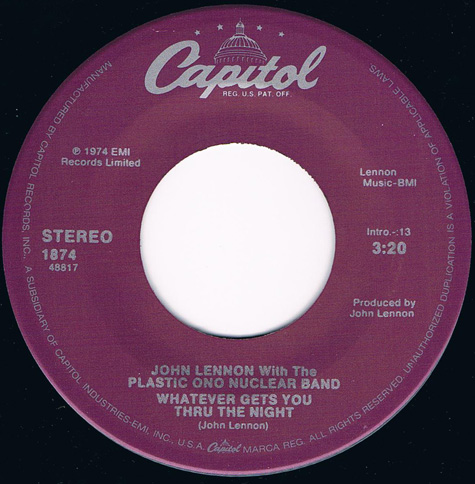 Capitol
REG. U.S. PAT. OFF.
℗ 1974 EMI
Records Limited
Lennon
Music-BMI
STEREO
1874
48817
Intro.-:13
3:20
Produced by
John Lennon
JOHN LENNON With The
PLASTIC ONO NUCLEAR BAND
WHATEVER GETS YOU
THRU THE NIGHT
(John Lennon)
MANUFACTURED BY CAPITOL RECORDS, INC., A SUBSIDIARY OF CAPITOL INDUSTRIES-EMI, INC., U.S.A. Capitol MARCA REG. ALL RIGHTS RESERVED. UNAUTHORIZED DUPLICATION IS A VIOLATION OF APPLICABLE LAWS